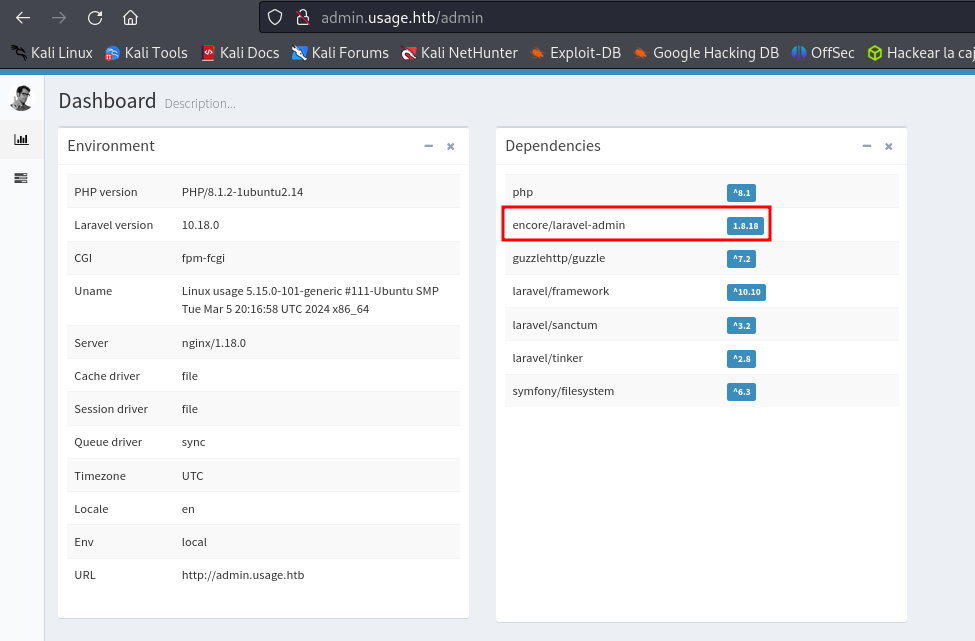 admin.usage.htb/admin
Kali Linux Kali Tools Kali Docs Kali Forums Kali NetHunter Exploit-DB Google Hacking DB OffSec Hackear la caj
Dashboard Description...
Environment
PHP version PHP/8.1.2-1ubuntu2.14
Laravel version 10.18.0
CGI fpm-fcgi
Uname Linux usage 5.15.0-101-generic #111-Ubuntu SMP
Tue Mar 5 20:16:58 UTC 2024 x86_64
Server nginx/1.18.0
Cache driver file
Session driver file
Queue driver sync
Timezone UTC
Locale en
Env local
URL http://admin.usage.htb
Dependencies
php ^8.1
encore/laravel-admin 1.8.18
guzzlehttp/guzzle ^7.2
laravel/framework ^10.10
laravel/sanctum ^3.2
laravel/tinker ^2.8
symfony/filesystem ^6.3